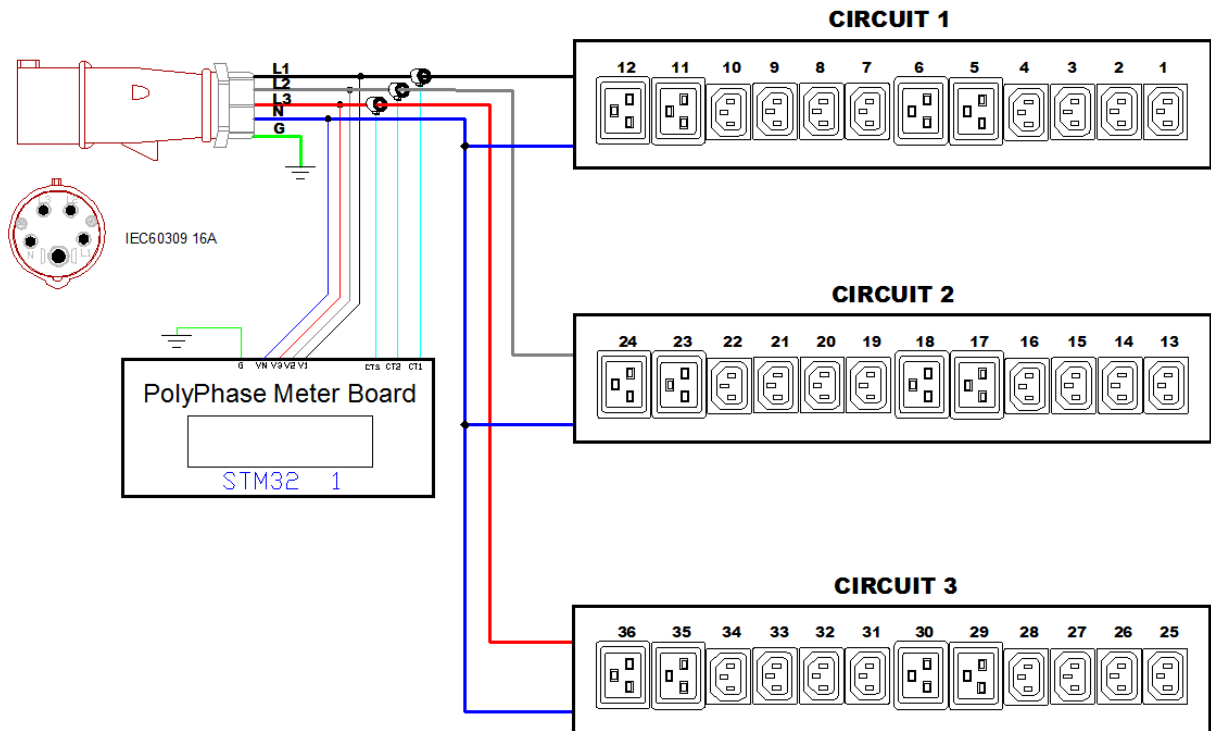 CIRCUIT 1
12 11 10 9 8 7 6 5 4 3 2 1
L1
L2
L3
N
G
L3 L2
N L1
IEC60309 16A
CIRCUIT 2
24 23 22 21 20 19 18 17 16 15 14 13
G VN V3 V2 V1 CT3 CT2 CT1
PolyPhase Meter Board
STM32 1
CIRCUIT 3
36 35 34 33 32 31 30 29 28 27 26 25